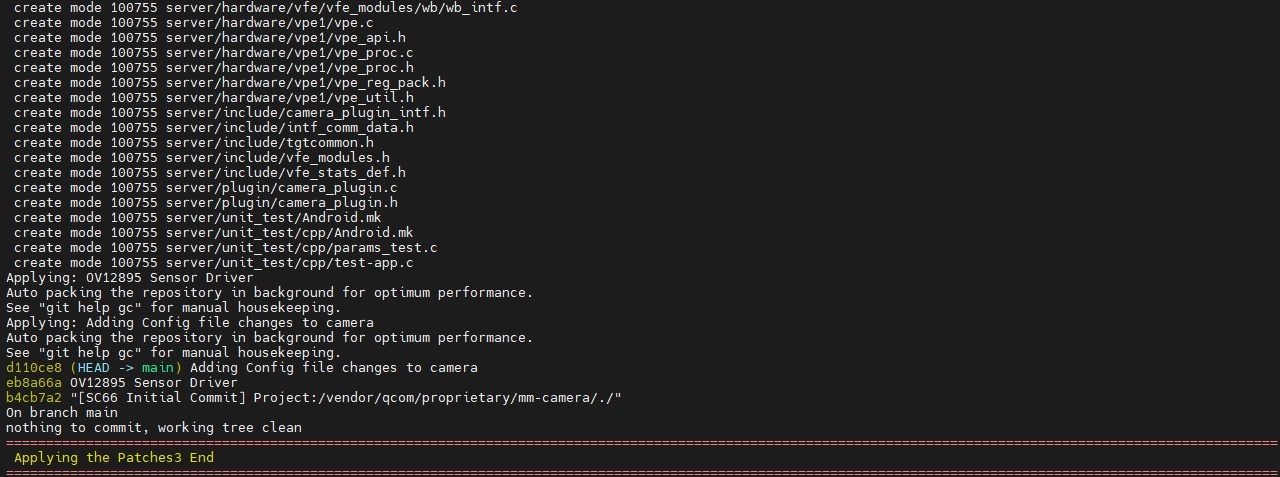 create mode 100755 server/hardware/vfe/vfe_modules/wb/wb_intf.c
create mode 100755 server/hardware/vpe1/vpe.c
create mode 100755 server/hardware/vpe1/vpe_api.h
create mode 100755 server/hardware/vpe1/vpe_proc.c
create mode 100755 server/hardware/vpe1/vpe_proc.h
create mode 100755 server/hardware/vpe1/vpe_reg_pack.h
create mode 100755 server/hardware/vpe1/vpe_util.h
create mode 100755 server/include/camera_plugin_intf.h
create mode 100755 server/include/intf_comm_data.h
create mode 100755 server/include/tgtcommon.h
create mode 100755 server/include/vfe_modules.h
create mode 100755 server/include/vfe_stats_def.h
create mode 100755 server/plugin/camera_plugin.c
create mode 100755 server/plugin/camera_plugin.h
create mode 100755 server/unit_test/Android.mk
create mode 100755 server/unit_test/cpp/Android.mk
create mode 100755 server/unit_test/cpp/params_test.c
create mode 100755 server/unit_test/cpp/test-app.c
Applying: OV12895 Sensor Driver
Auto packing the repository in background for optimum performance.
See "git help gc" for manual housekeeping.
Applying: Adding Config file changes to camera
Auto packing the repository in background for optimum performance.
See "git help gc" for manual housekeeping.
d110ce8 (HEAD -> main) Adding Config file changes to camera
eb8a66a OV12895 Sensor Driver
b4cb7a2 "[SC66 Initial Commit] Project:/vendor/qcom/proprietary/mm-camera/./"
On branch main
nothing to commit, working tree clean
Applying the Patches3 End